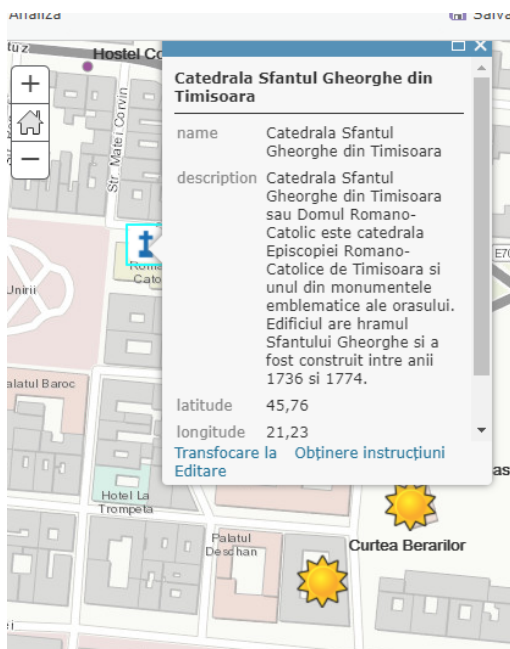 Analiza
Salva
tuz
Hostel Co
Catedrala Sfantul Gheorghe din
Timisoara
name Catedrala Sfantul
Gheorghe din Timisoara
description Catedrala Sfantul
Gheorghe din Timisoara
sau Domul Romano-
Catolic este catedrala
Episcopiei Romano-
Catolice de Timisoara si
unul din monumentele
emblematice ale orasului.
Edificiul are hramul
Sfantului Gheorghe si a
fost construit intre anii
1736 si 1774.
latitude 45,76
longitude 21,23
Transfocare la Obținere instrucțiuni
Editare
Str. Matei Corvin
Roma
Cato
E70
Unirii
alatul Baroc
as
Hotel La
Trompeta
Palatul
Deschan
Curtea Berarilor